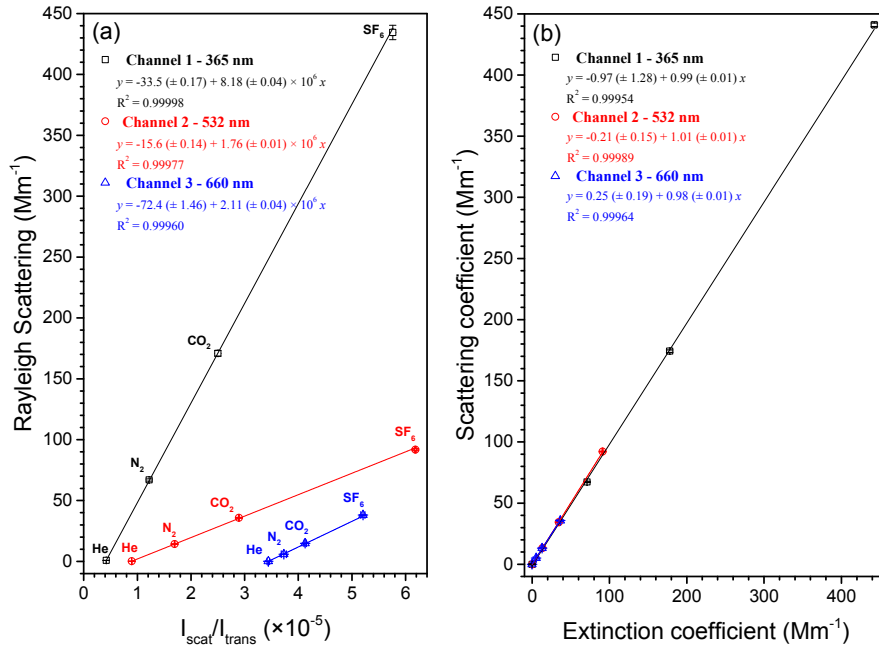 (a)
Channel 1 - 365 nm
y = -33.5 (± 0.17) + 8.18 (± 0.04) × 10⁶ x
R² = 0.99998
Channel 2 - 532 nm
y = -15.6 (± 0.14) + 1.76 (± 0.01) × 10⁶ x
R² = 0.99977
Channel 3 - 660 nm
y = -72.4 (± 1.46) + 2.11 (± 0.04) × 10⁶ x
R² = 0.99960
SF₆
CO₂
N₂
He
He
N₂
CO₂
SF₆
He
N₂
CO₂
SF₆
450
400
350
300
250
200
150
100
50
0
Rayleigh Scattering (Mm⁻¹)
0 1 2 3 4 5 6
I_scat/I_trans (×10⁻⁵)
(b)
Channel 1 - 365 nm
y = -0.97 (± 1.28) + 0.99 (± 0.01) x
R² = 0.99954
Channel 2 - 532 nm
y = -0.21 (± 0.15) + 1.01 (± 0.01) x
R² = 0.99989
Channel 3 - 660 nm
y = 0.25 (± 0.19) + 0.98 (± 0.01) x
R² = 0.99964
450
400
350
300
250
200
150
100
50
0
Scattering coefficient (Mm⁻¹)
0 100 200 300 400
Extinction coefficient (Mm⁻¹)